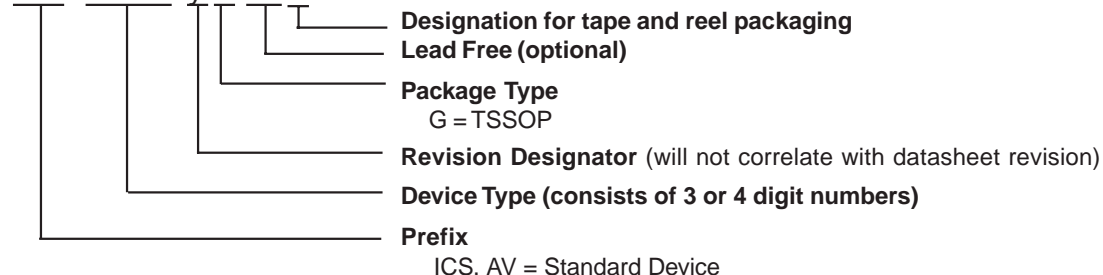 Designation for tape and reel packaging
Lead Free (optional)
Package Type
G = TSSOP
Revision Designator (will not correlate with datasheet revision)
Device Type (consists of 3 or 4 digit numbers)
Prefix
ICS, AV = Standard Device